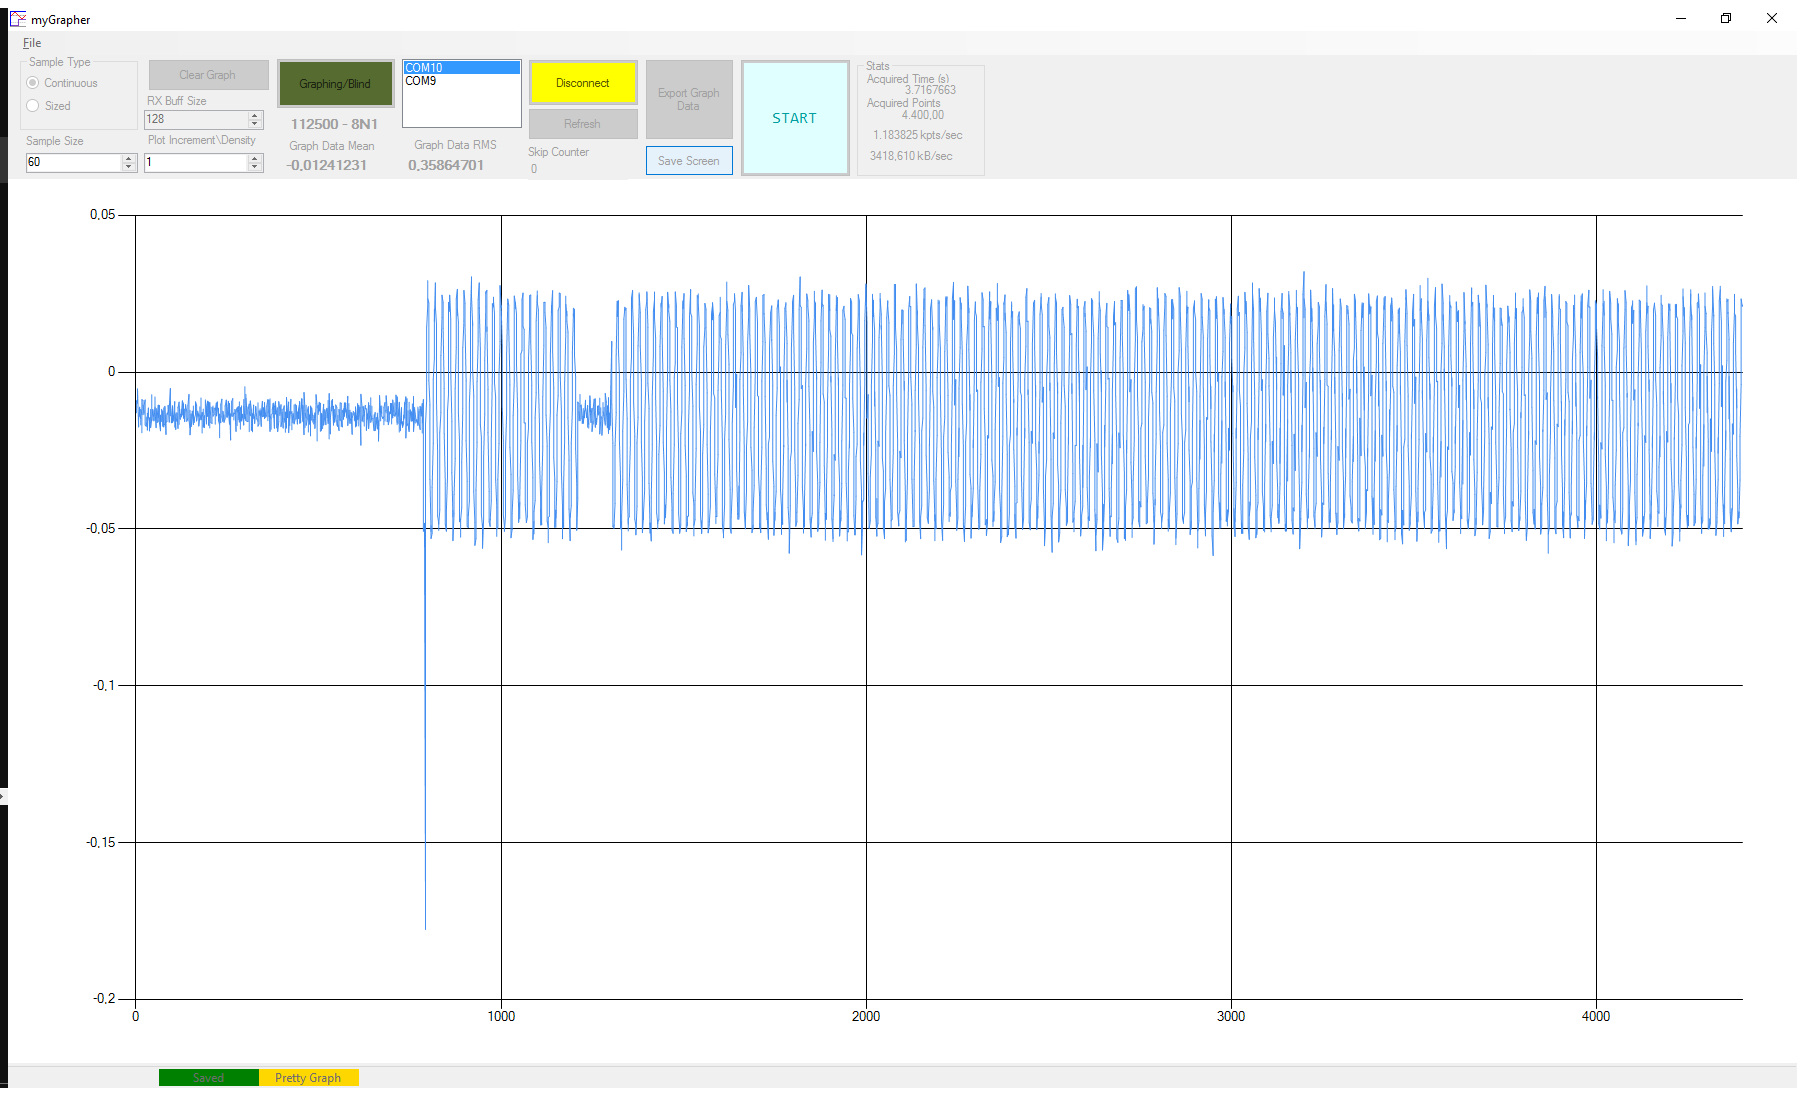 myGrapher
File
Sample Type
Continuous
Sized
Sample Size
60
Clear Graph
RX Buff Size
128
Plot Increment\Density
1
Graphing/Blind
112500 - 8N1
Graph Data Mean
-0,01241231
COM10
COM9
Graph Data RMS
0,35864701
Disconnect
Refresh
Skip Counter
0
Export Graph
Data
Save Screen
START
Stats
Acquired Time (s)
3.7167663
Acquired Points
4.400,00
1.183825 kpts/sec
3418,610 kB/sec
0,05
0
-0,05
-0,1
-0,15
-0,2
0
1000
2000
3000
4000
Saved
Pretty Graph